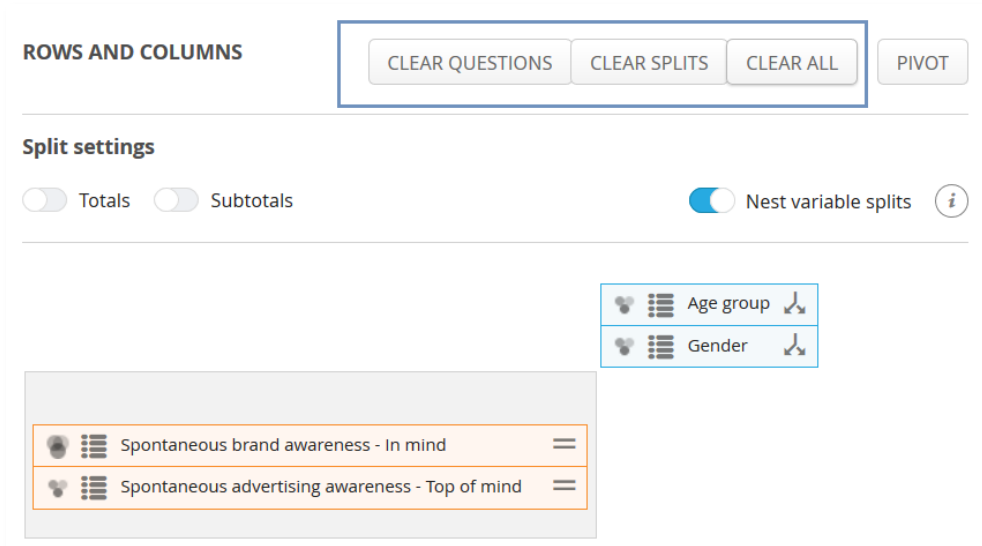 ROWS AND COLUMNS
CLEAR QUESTIONS CLEAR SPLITS CLEAR ALL PIVOT
Split settings
Totals Subtotals Nest variable splits i
Age group
Gender
Spontaneous brand awareness - In mind
Spontaneous advertising awareness - Top of mind